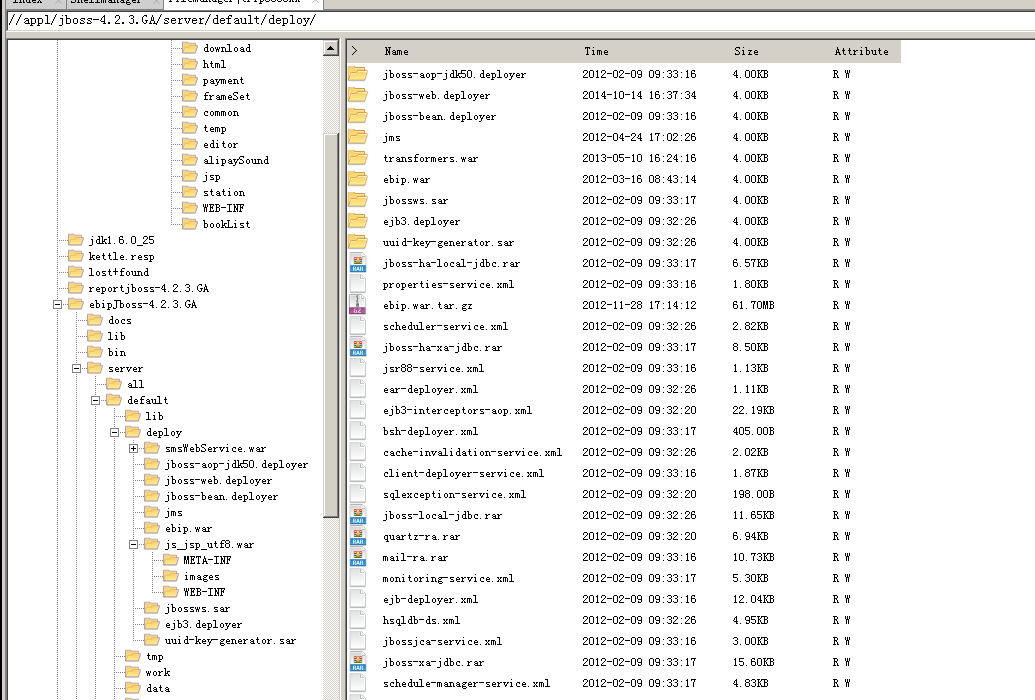 Index
ShellManager
//appl/jboss-4.2.3.GA/server/default/deploy/
download
html
payment
frameSet
common
temp
editor
alipaySound
jsp
station
WEB-INF
bookList
jdk1.6.0_25
kettle.resp
lost+found
reportjboss-4.2.3.GA
ebipJboss-4.2.3.GA
docs
lib
bin
server
all
default
lib
deploy
smsWebService.war
jboss-aop-jdk50.deployer
jboss-web.deployer
jboss-bean.deployer
jms
ebip.war
js_jsp_utf8.war
META-INF
images
WEB-INF
jbossws.sar
ejb3.deployer
uuid-key-generator.sar
tmp
work
data
> Name Time Size Attribute
jboss-aop-jdk50.deployer 2012-02-09 09:33:16 4.00KB R W
jboss-web.deployer 2014-10-14 16:37:34 4.00KB R W
jboss-bean.deployer 2012-02-09 09:33:16 4.00KB R W
jms 2012-04-24 17:02:26 4.00KB R W
transformers.war 2013-05-10 16:24:16 4.00KB R W
ebip.war 2012-03-16 08:43:14 4.00KB R W
jbossws.sar 2012-02-09 09:33:17 4.00KB R W
ejb3.deployer 2012-02-09 09:32:26 4.00KB R W
uuid-key-generator.sar 2012-02-09 09:32:26 4.00KB R W
jboss-ha-local-jdbc.rar 2012-02-09 09:33:17 6.57KB R W
properties-service.xml 2012-02-09 09:33:16 1.80KB R W
ebip.war.tar.gz 2012-11-28 17:14:12 61.70MB R W
scheduler-service.xml 2012-02-09 09:32:26 2.82KB R W
jboss-ha-xa-jdbc.rar 2012-02-09 09:33:17 8.50KB R W
jsr88-service.xml 2012-02-09 09:33:16 1.13KB R W
ear-deployer.xml 2012-02-09 09:32:26 1.11KB R W
ejb3-interceptors-aop.xml 2012-02-09 09:32:20 22.19KB R W
bsh-deployer.xml 2012-02-09 09:33:17 405.00B R W
cache-invalidation-service.xml 2012-02-09 09:32:26 2.02KB R W
client-deployer-service.xml 2012-02-09 09:33:16 1.87KB R W
sqlexception-service.xml 2012-02-09 09:32:20 198.00B R W
jboss-local-jdbc.rar 2012-02-09 09:32:26 11.65KB R W
quartz-ra.rar 2012-02-09 09:32:20 6.94KB R W
mail-ra.rar 2012-02-09 09:33:16 10.73KB R W
monitoring-service.xml 2012-02-09 09:33:17 5.30KB R W
ejb-deployer.xml 2012-02-09 09:33:16 12.04KB R W
hsqldb-ds.xml 2012-02-09 09:32:26 4.95KB R W
jbossjca-service.xml 2012-02-09 09:33:16 3.00KB R W
jboss-xa-jdbc.rar 2012-02-09 09:33:17 15.60KB R W
schedule-manager-service.xml 2012-02-09 09:33:17 4.83KB R W